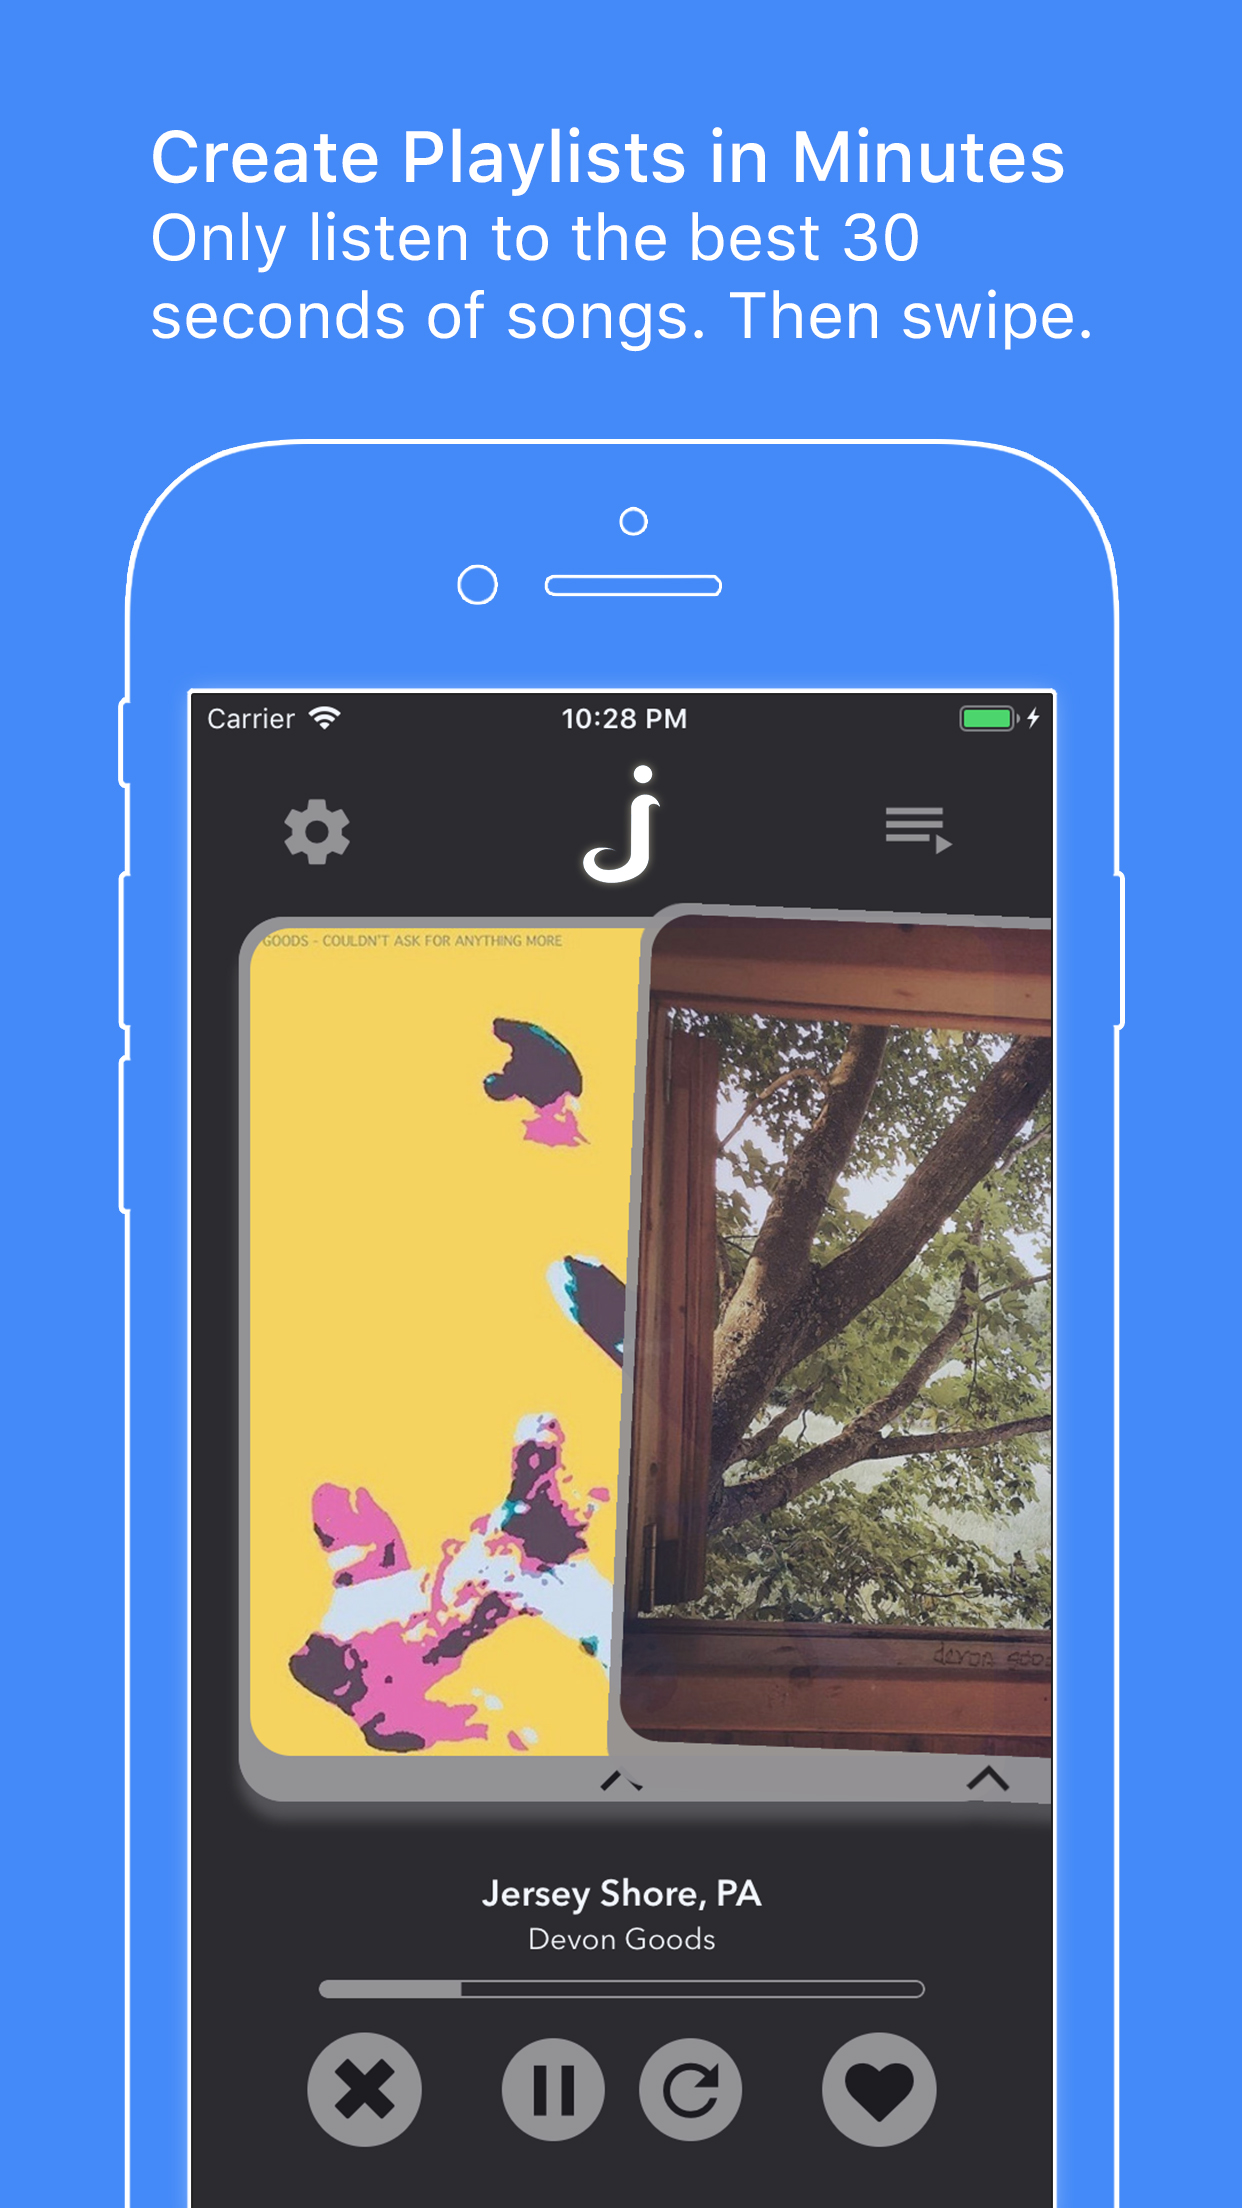 Create Playlists in Minutes
Only listen to the best 30
seconds of songs. Then swipe.
Carrier
10:28 PM
j
GOODS - COULDN'T ASK FOR ANYTHING MORE
devon goo
Jersey Shore, PA
Devon Goods